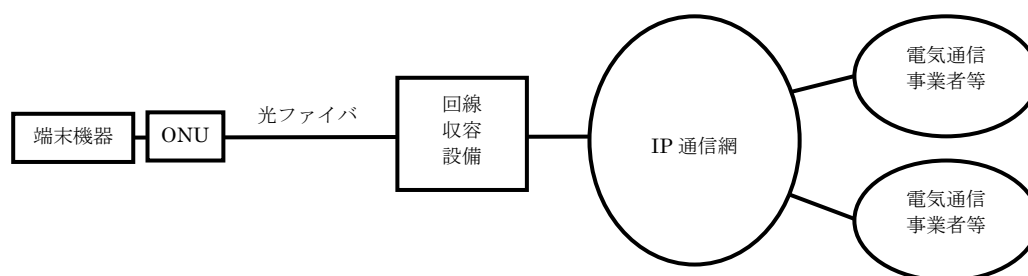 端末機器
ONU
光ファイバ
回線
収容
設備
IP 通信網
電気通信
事業者等
電気通信
事業者等